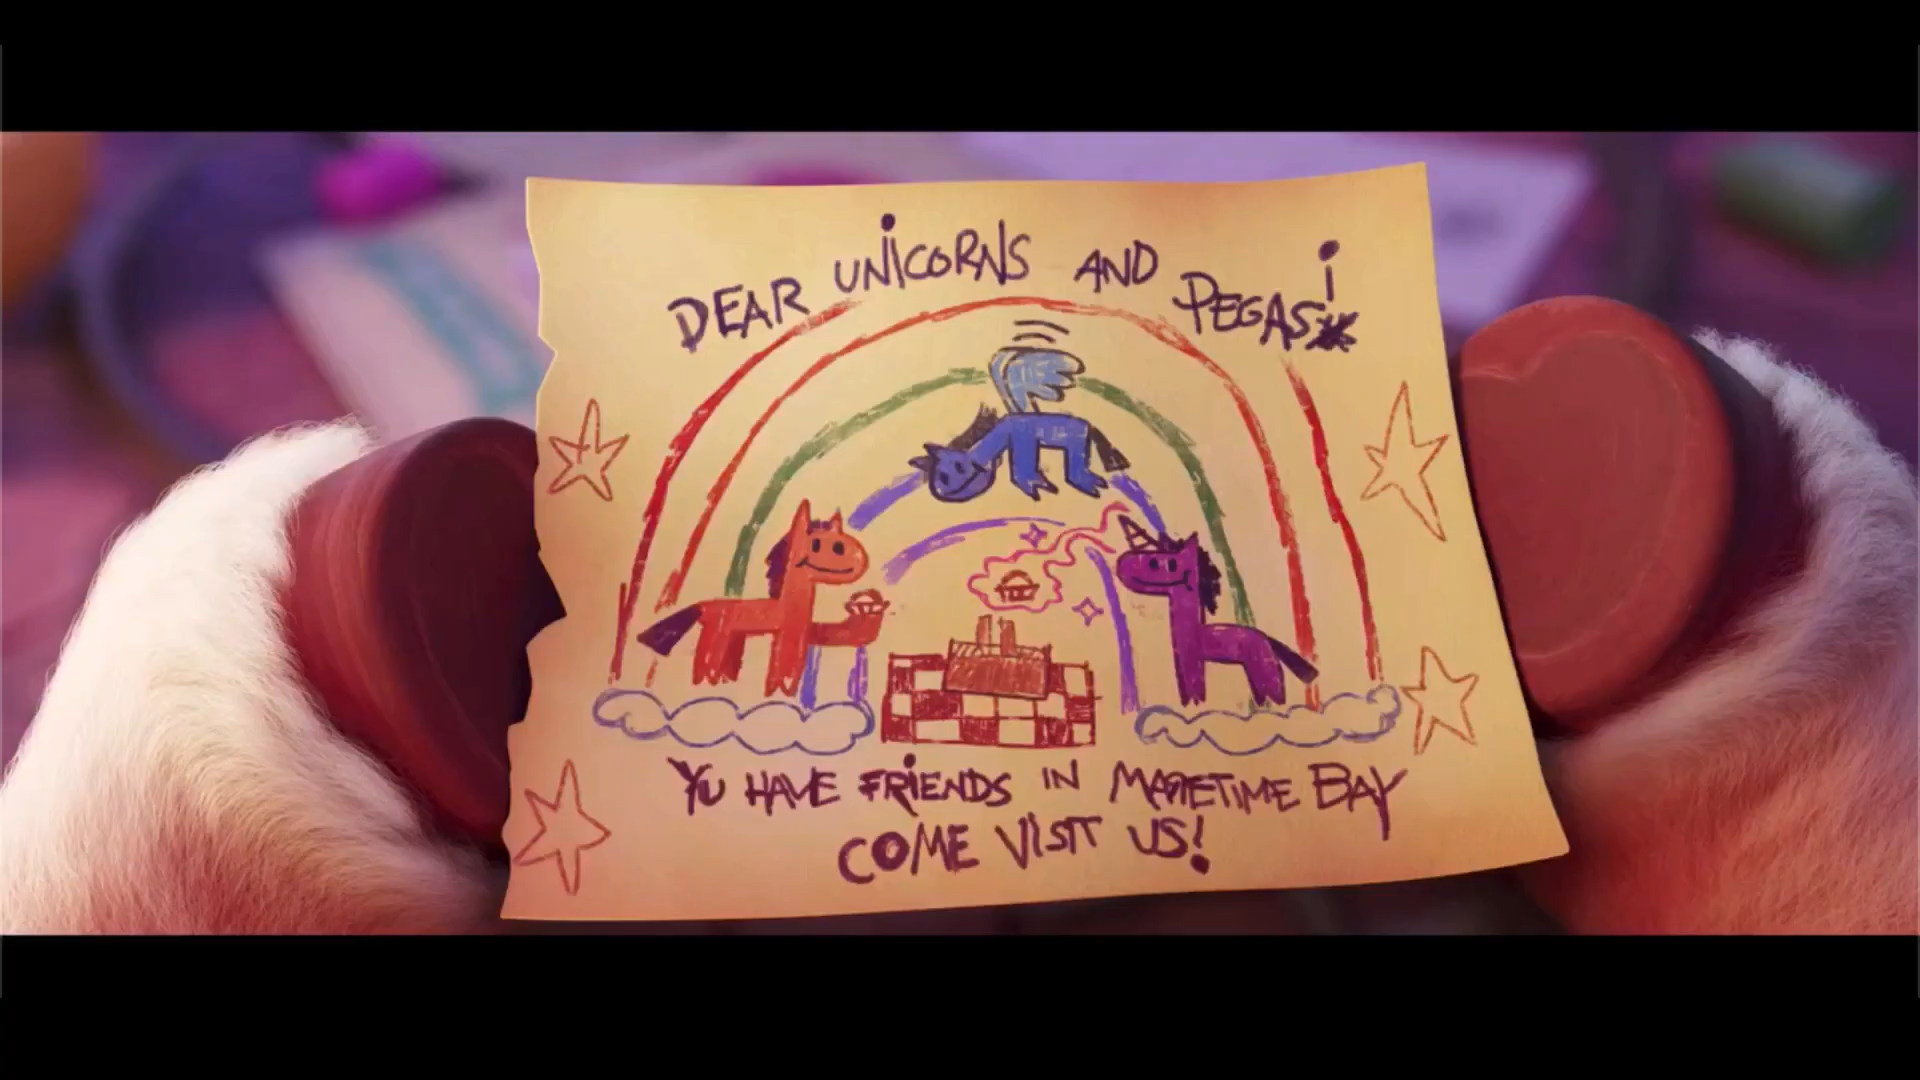 DEAR UNiCORNS AND PEGASi
YU HAVE FRiENDS IN MARETIME BAY
COME VISIT US!